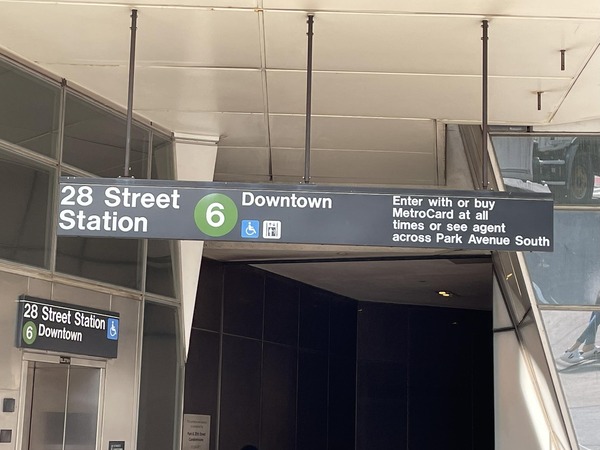 28 Street
Station
6
Downtown
Enter with or buy
MetroCard at all
times or see agent
across Park Avenue South
28 Street Station
6 Downtown